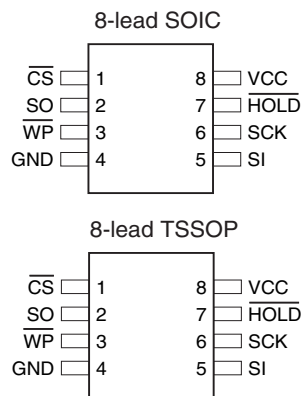 8-lead SOIC
CS 1 8 VCC
SO 2 7 HOLD
WP 3 6 SCK
GND 4 5 SI
8-lead TSSOP
CS 1 8 VCC
SO 2 7 HOLD
WP 3 6 SCK
GND 4 5 SI